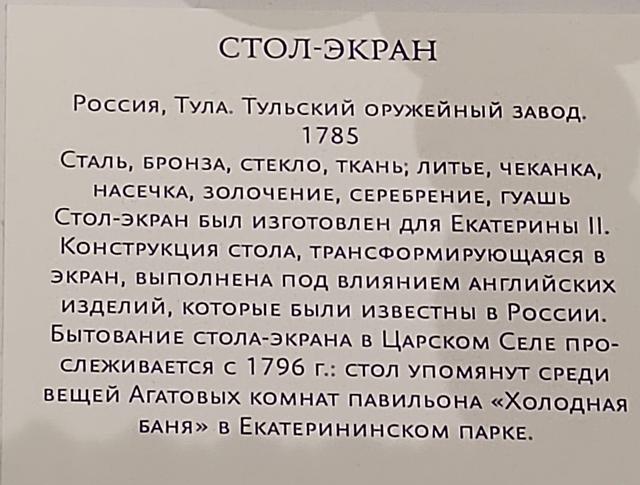 СТОЛ-ЭКРАН
Россия, Тула. Тульский оружейный завод.
1785
Сталь, бронза, стекло, ткань; литье, чеканка,
насечка, золочение, серебрение, гуашь
Стол-экран был изготовлен для Екатерины II.
Конструкция стола, трансформирующаяся в
экран, выполнена под влиянием английских
изделий, которые были известны в России.
Бытование стола-экрана в Царском Селе про-
слеживается с 1796 г.: стол упомянут среди
вещей Агатовых комнат павильона «Холодная
баня» в Екатерининском парке.